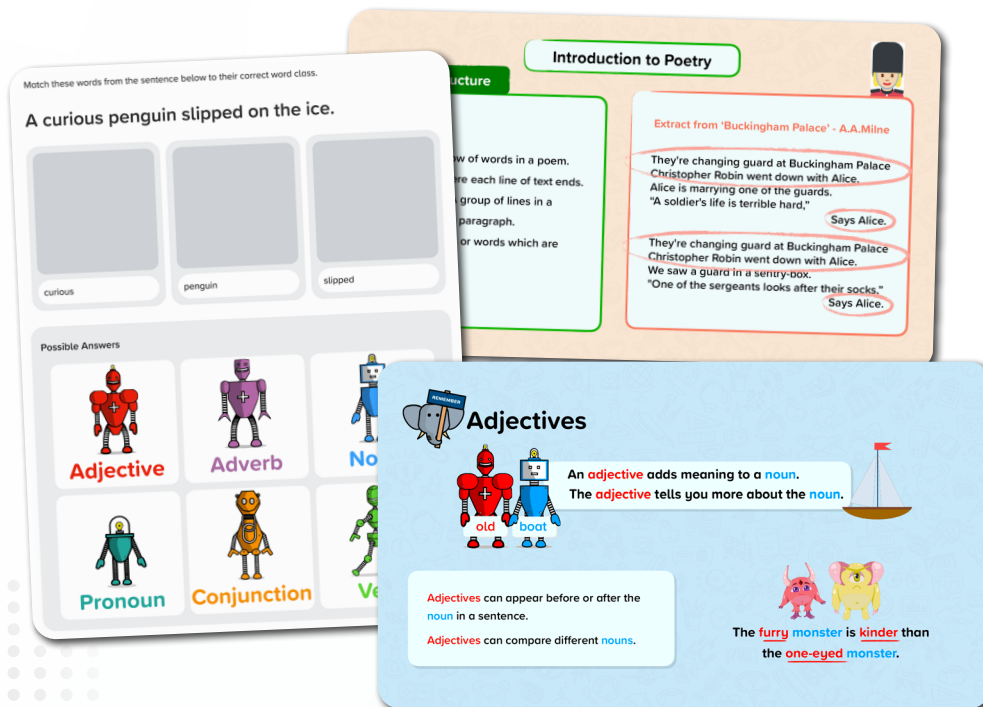 Match these words from the sentence below to their correct word class.
A curious penguin slipped on the ice.
curious
penguin
slipped
Possible Answers
Adjective
Adverb
No
Pronoun
Conjunction
Ve
Introduction to Poetry
ucture
ow of words in a poem.
ere each line of text ends.
group of lines in a
paragraph.
or words which are
Extract from 'Buckingham Palace' - A.A.Milne
They're changing guard at Buckingham Palace
Christopher Robin went down with Alice.
Alice is marrying one of the guards.
"A soldier's life is terrible hard,"
Says Alice.
They're changing guard at Buckingham Palace
Christopher Robin went down with Alice.
We saw a guard in a sentry-box.
"One of the sergeants looks after their socks,"
Says Alice.
REMEMBER
Adjectives
old
boat
An adjective adds meaning to a noun.
The adjective tells you more about the noun.
Adjectives can appear before or after the
noun in a sentence.
Adjectives can compare different nouns.
The furry monster is kinder than
the one-eyed monster.